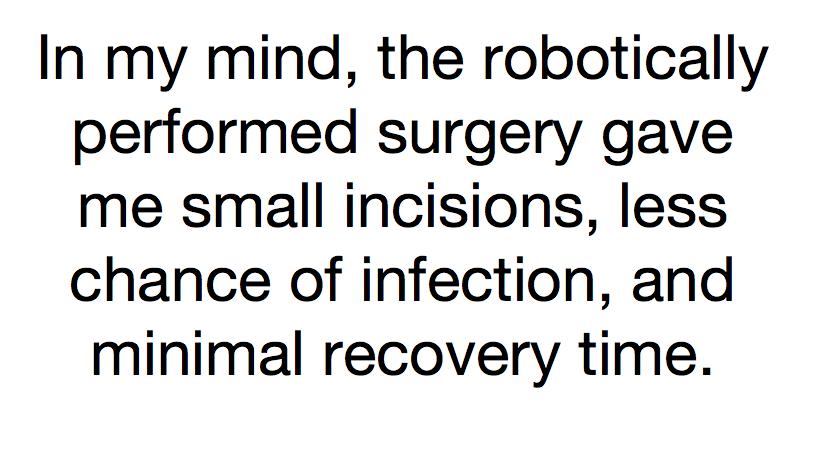 In my mind, the robotically
performed surgery gave
me small incisions, less
chance of infection, and
minimal recovery time.